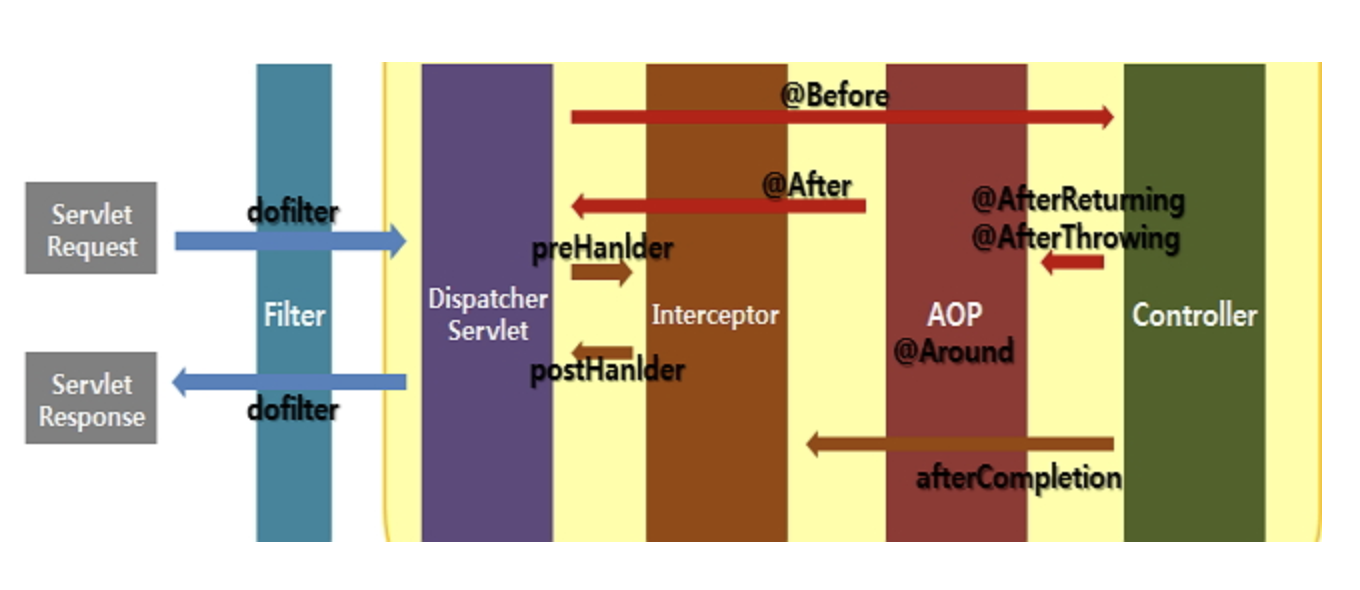 @Before
@After
@AfterReturning
@AfterThrowing
Servlet
Request
dofilter
preHanlder
Filter
Dispatcher
Servlet
Interceptor
AOP
@Around
Controller
postHanlder
Servlet
Response
dofilter
afterCompletion